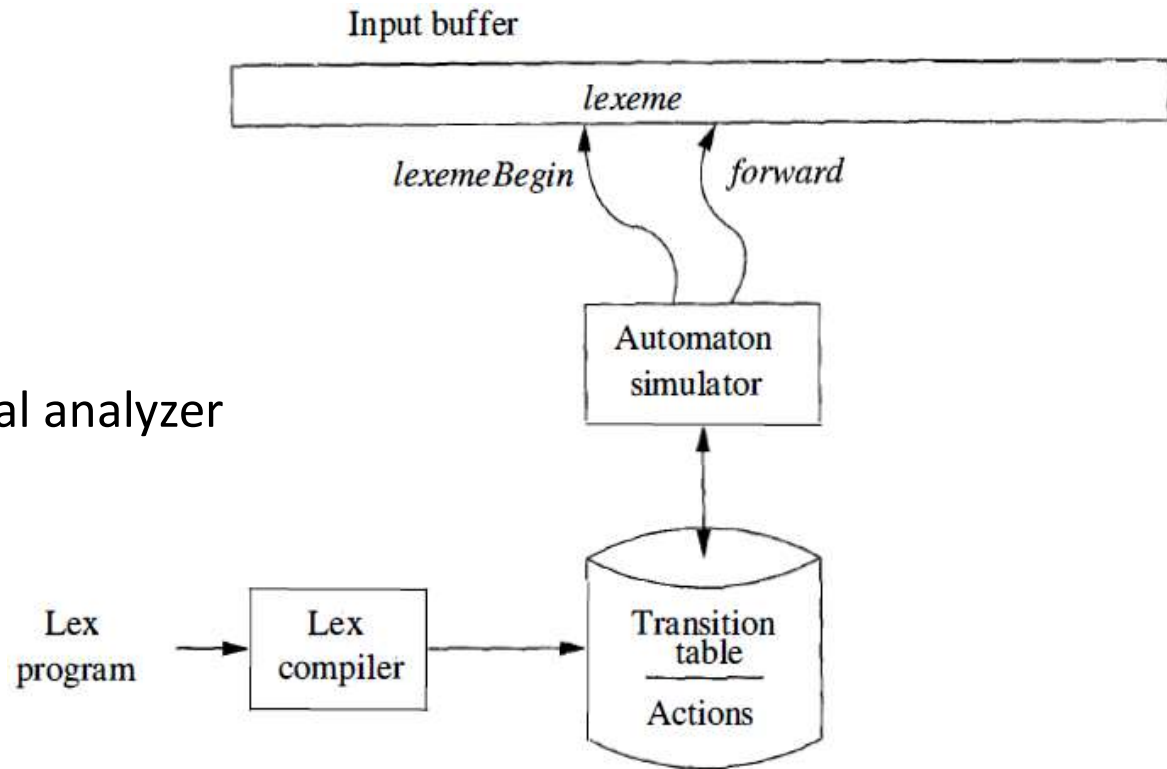 Input buffer
lexeme
lexemeBegin
forward
Automaton
simulator
al analyzer
Lex
program
Lex
compiler
Transition
table
Actions